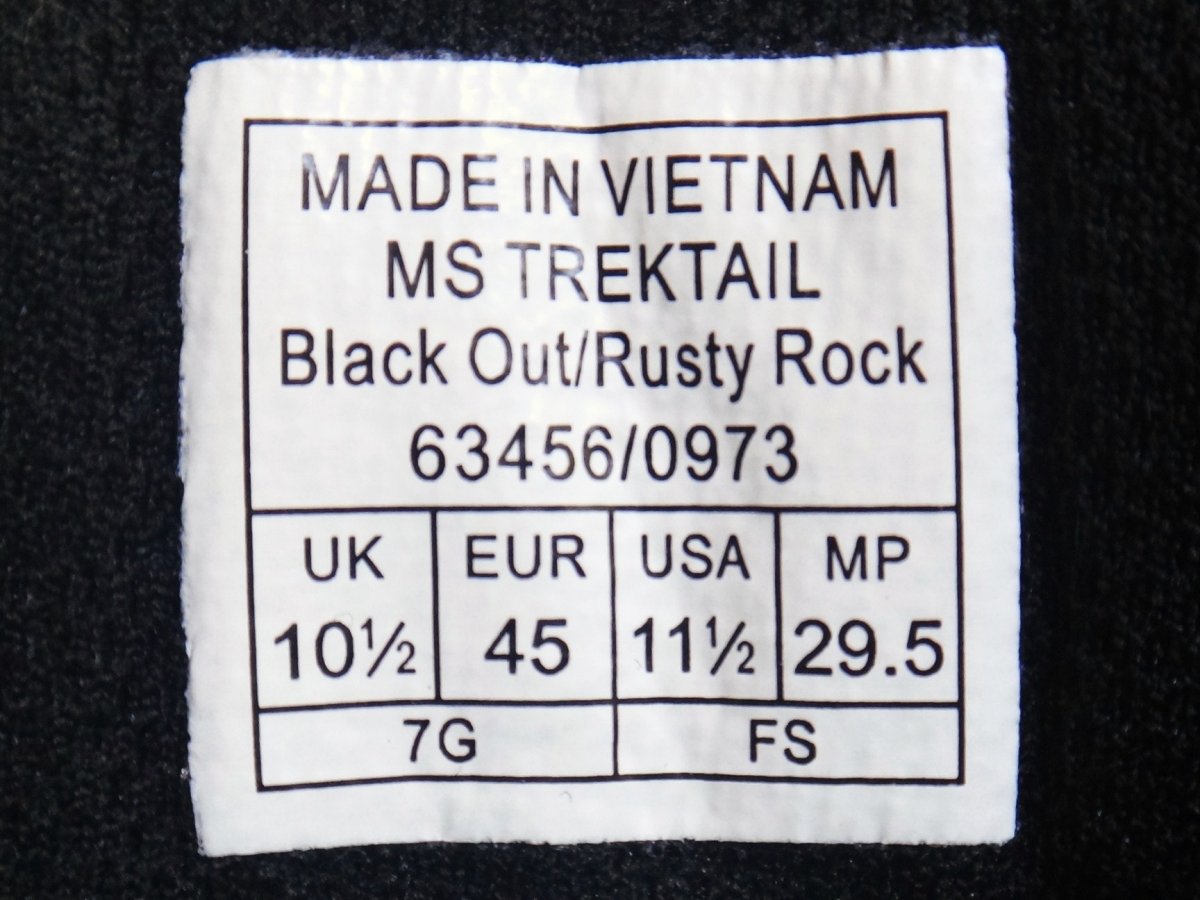 MADE IN VIETNAM
MS TREKTAIL
Black Out/Rusty Rock
63456/0973
UK EUR USA MP
10½ 45 11½ 29.5
7G FS